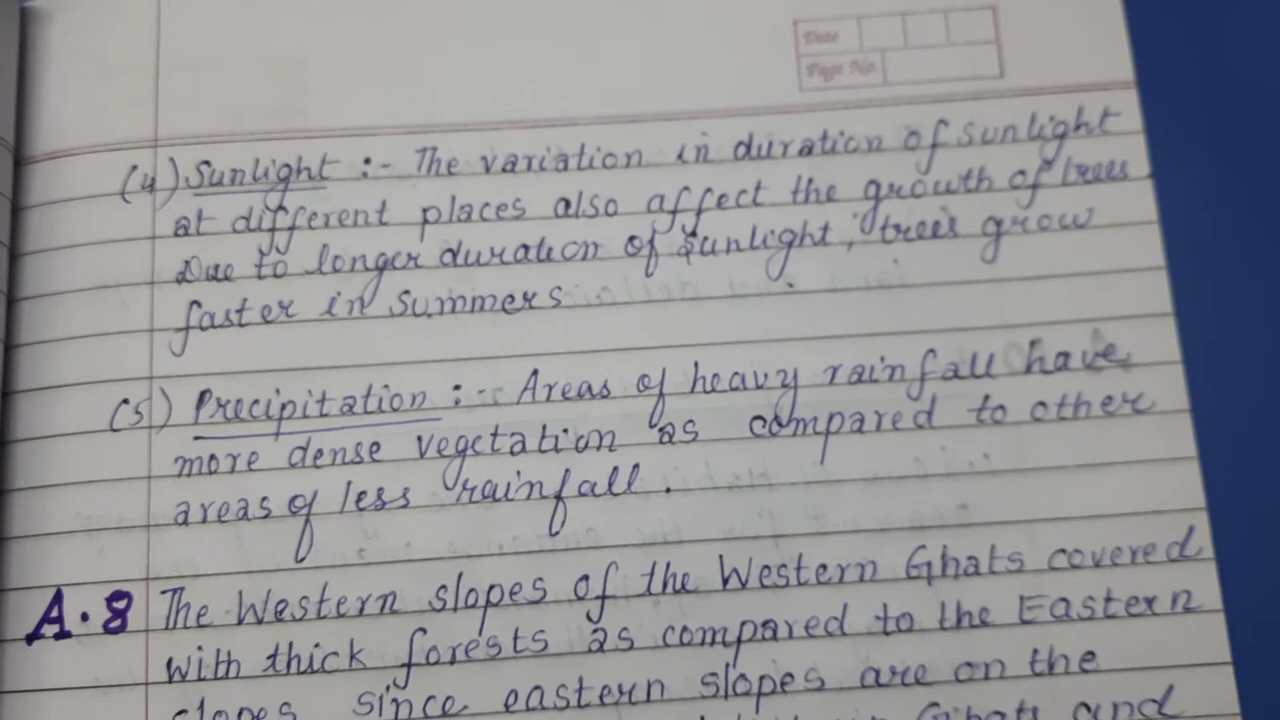 Date
Page No.
(4) Sunlight :- The variation in duration of sunlight
at different places also affect the growth of trees
Due to longer duration of sunlight, trees grow
faster in summers
(5) Precipitation :- Areas of heavy rainfall have
more dense vegetation as compared to other
areas of less rainfall.
A.8 The Western slopes of the Western Ghats covered
with thick forests as compared to the Eastern
slopes since eastern slopes are on the
Ghats and